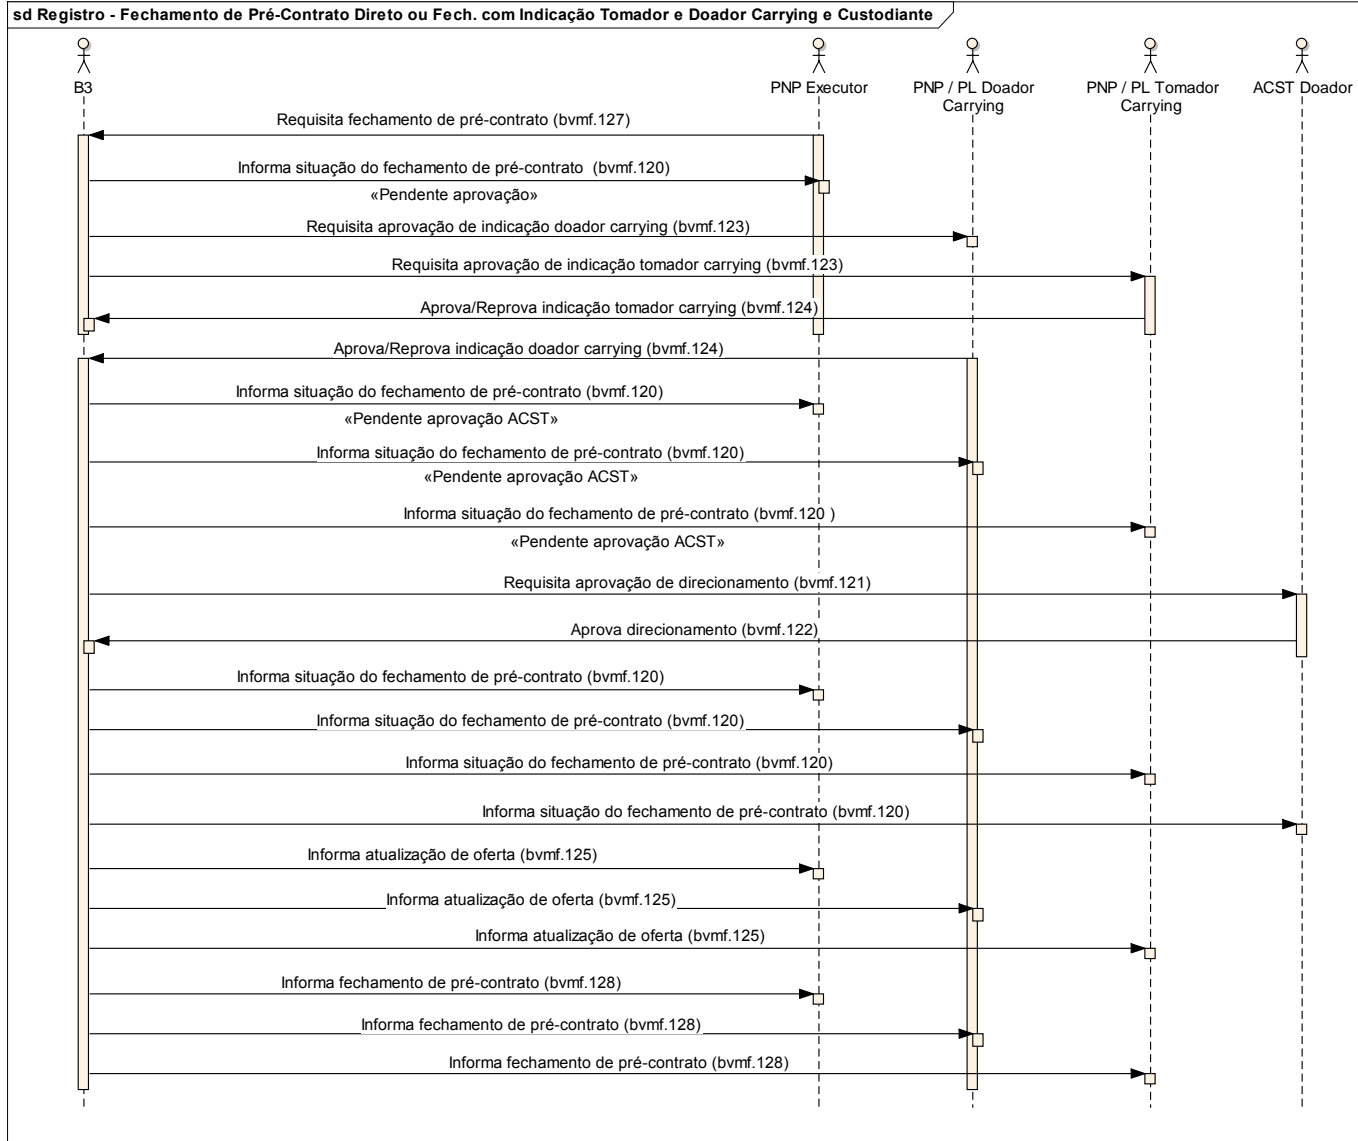 sd Registro - Fechamento de Pré-Contrato Direto ou Fech. com Indicação Tomador e Doador Carrying e Custodiante
B3
PNP Executor
PNP / PL Doador
Carrying
PNP / PL Tomador
Carrying
ACST Doador
Requisita fechamento de pré-contrato (bvmf.127)
Informa situação do fechamento de pré-contrato (bvmf.120)
«Pendente aprovação»
Requisita aprovação de indicação doador carrying (bvmf.123)
Requisita aprovação de indicação tomador carrying (bvmf.123)
Aprova/Reprova indicação tomador carrying (bvmf.124)
Aprova/Reprova indicação doador carrying (bvmf.124)
Informa situação do fechamento de pré-contrato (bvmf.120)
«Pendente aprovação ACST»
Informa situação do fechamento de pré-contrato (bvmf.120)
«Pendente aprovação ACST»
Informa situação do fechamento de pré-contrato (bvmf.120 )
«Pendente aprovação ACST»
Requisita aprovação de direcionamento (bvmf.121)
Aprova direcionamento (bvmf.122)
Informa situação do fechamento de pré-contrato (bvmf.120)
Informa situação do fechamento de pré-contrato (bvmf.120)
Informa situação do fechamento de pré-contrato (bvmf.120)
Informa situação do fechamento de pré-contrato (bvmf.120)
Informa atualização de oferta (bvmf.125)
Informa atualização de oferta (bvmf.125)
Informa atualização de oferta (bvmf.125)
Informa fechamento de pré-contrato (bvmf.128)
Informa fechamento de pré-contrato (bvmf.128)
Informa fechamento de pré-contrato (bvmf.128)